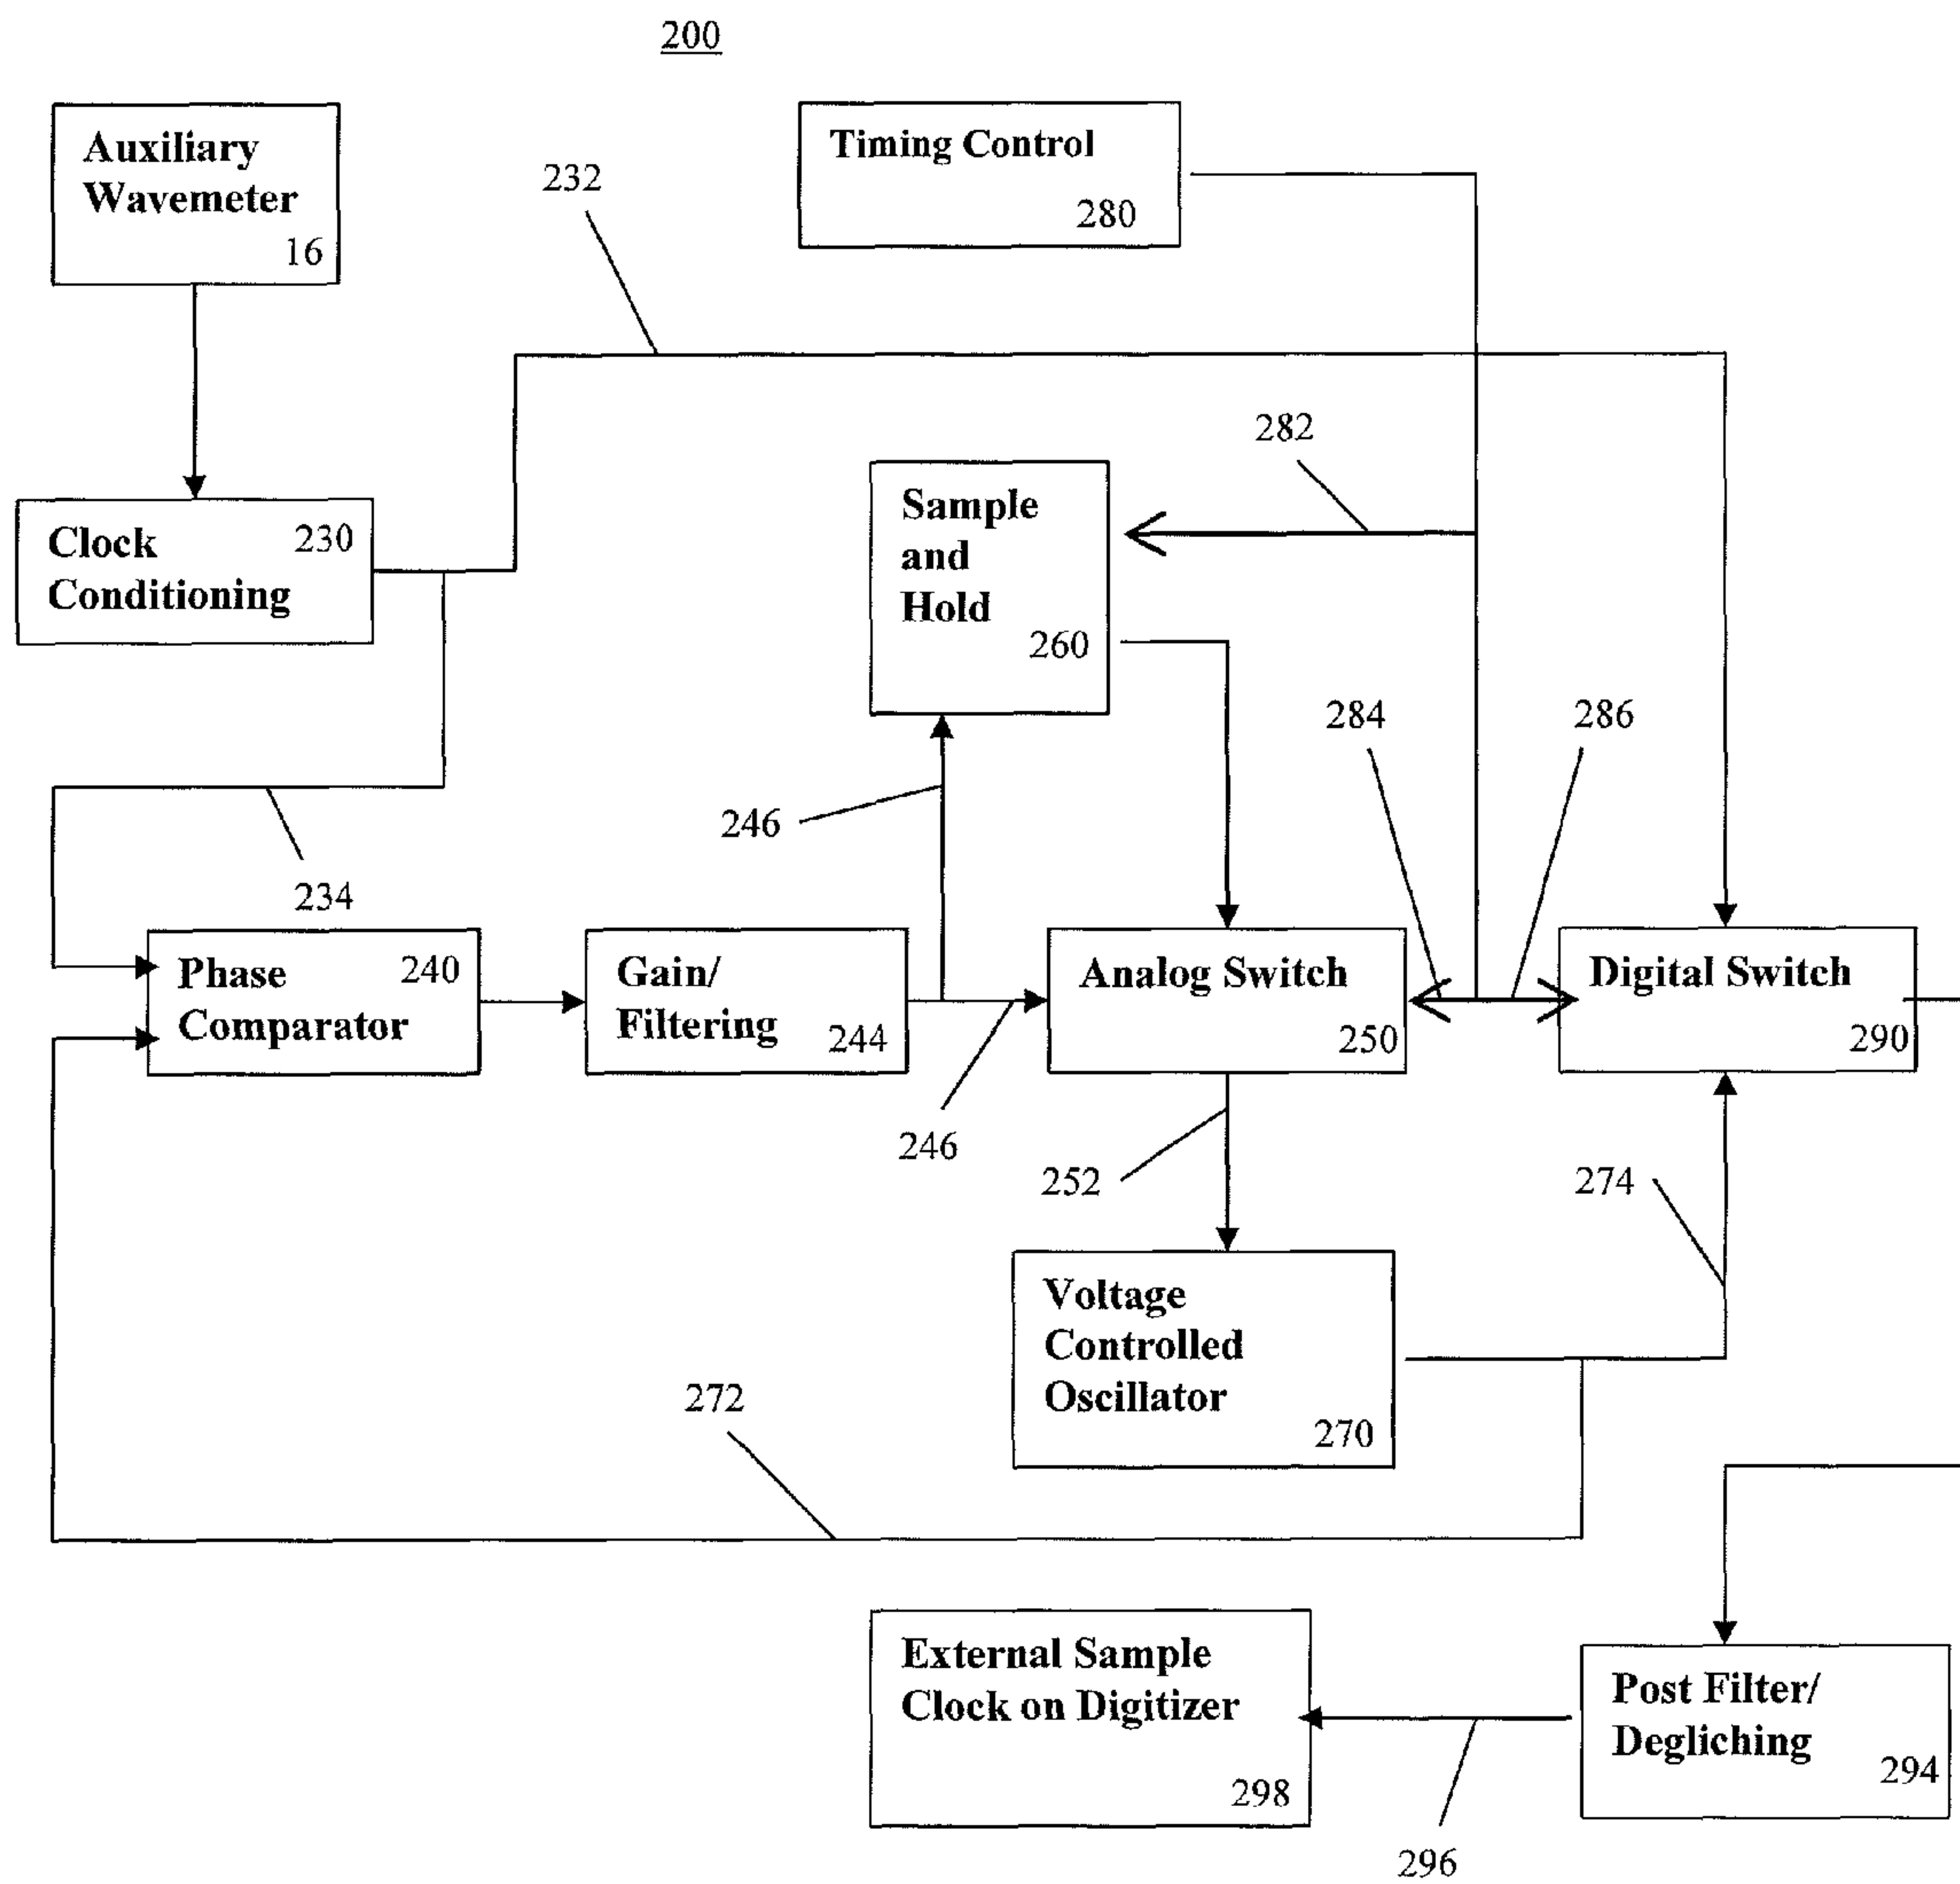 200
Auxiliary
Wavemeter
16
Timing Control
280
232
282
Clock
Conditioning
230
Sample
and
Hold
260
284
286
246
234
Phase
Comparator
240
Gain/
Filtering
244
Analog Switch
250
Digital Switch
290
246
252
274
Voltage
Controlled
Oscillator
270
272
External Sample
Clock on Digitizer
298
Post Filter/
Degliching
294
296